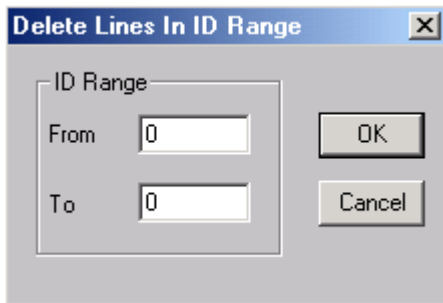 Delete Lines In ID Range
ID Range
From 0
OK
To 0
Cancel